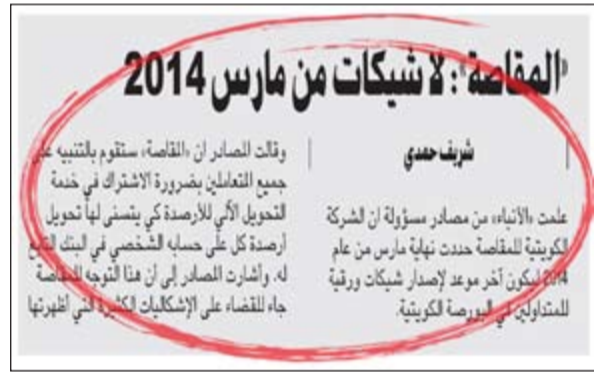 «المقاصة»: لا شيكات من مارس 2014
شريف حمدي
علمت «الأنباء» من مصادر مسؤولة ان الشركة
الكويتية للمقاصة حددت نهاية مارس من عام
2014 ليكون آخر موعد لإصدار شيكات ورقية
للمتداولين في البورصة الكويتية.
وقالت المصادر ان «المقاصة» ستقوم بالتنبيه على
جميع المتعاملين بضرورة الاشتراك في خدمة
التحويل الآلي للأرصدة كي يتسنى لها تحويل
أرصدة كل على حسابه الشخصي في البنك التابع
له. وأشارت المصادر إلى أن هذا التوجه للمقاصة
جاء للقضاء على الإشكاليات الكثيرة التي أظهرتها